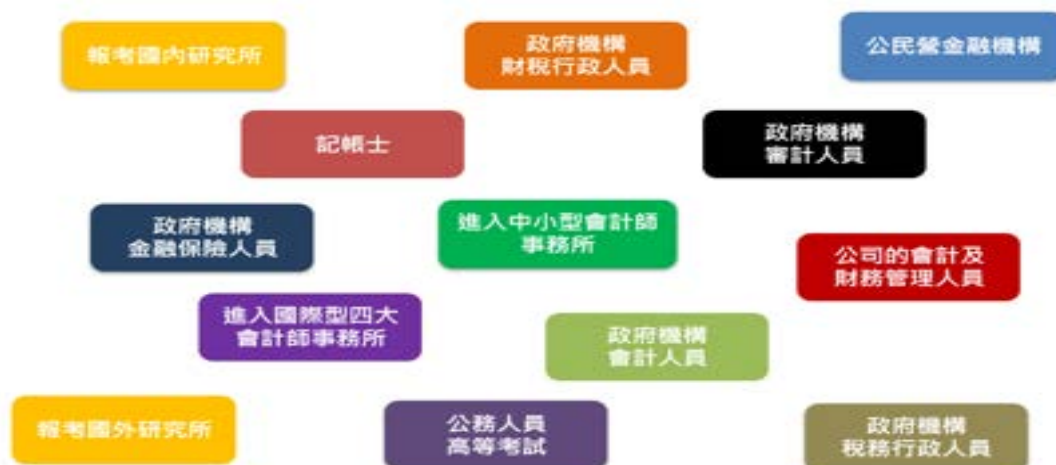 報考國內研究所
政府機構
財稅行政人員
公民營金融機構
記帳士
政府機構
審計人員
政府機構
金融保險人員
進入中小型會計師
事務所
公司的會計及
財務管理人員
進入國際型四大
會計師事務所
政府機構
會計人員
報考國外研究所
公務人員
高等考試
政府機構
稅務行政人員